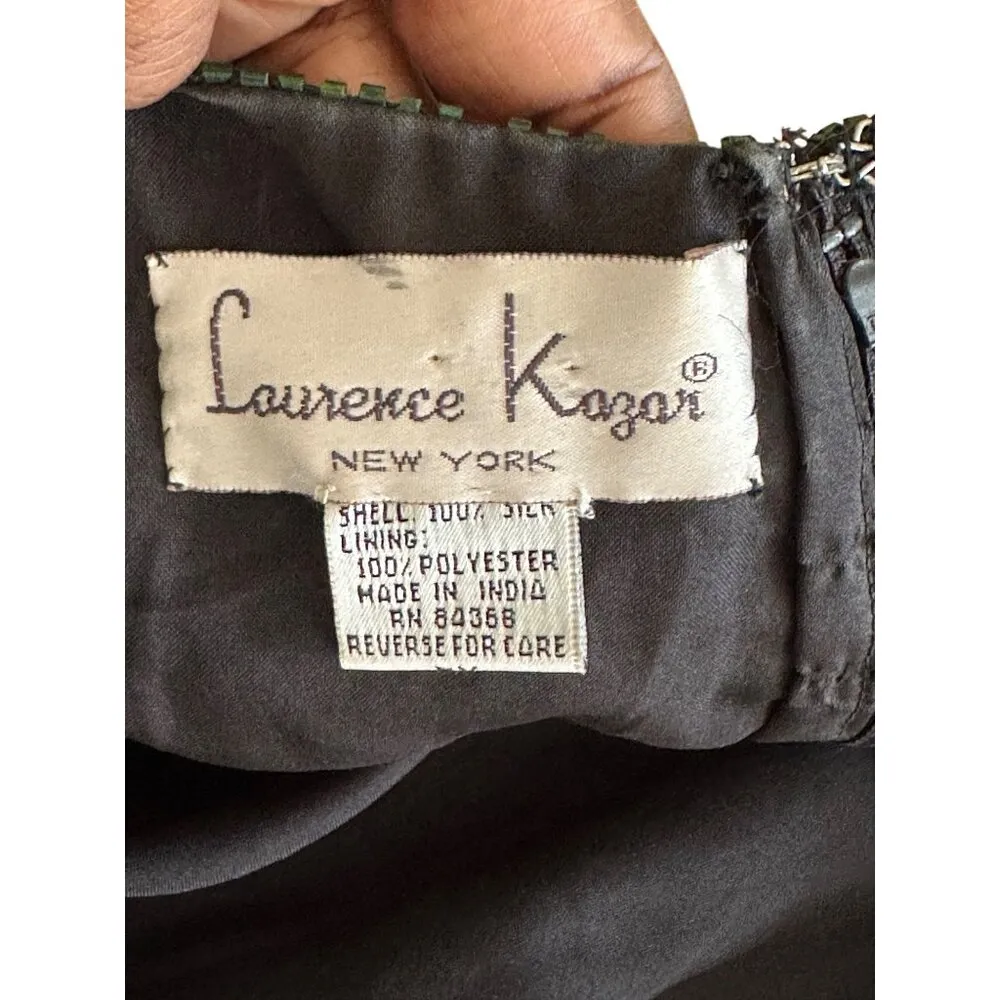 Laurence Kazar®
NEW YORK
SHELL: 100% SILK
LINING:
100% POLYESTER
MADE IN INDIA
RN 84368
REVERSE FOR CARE